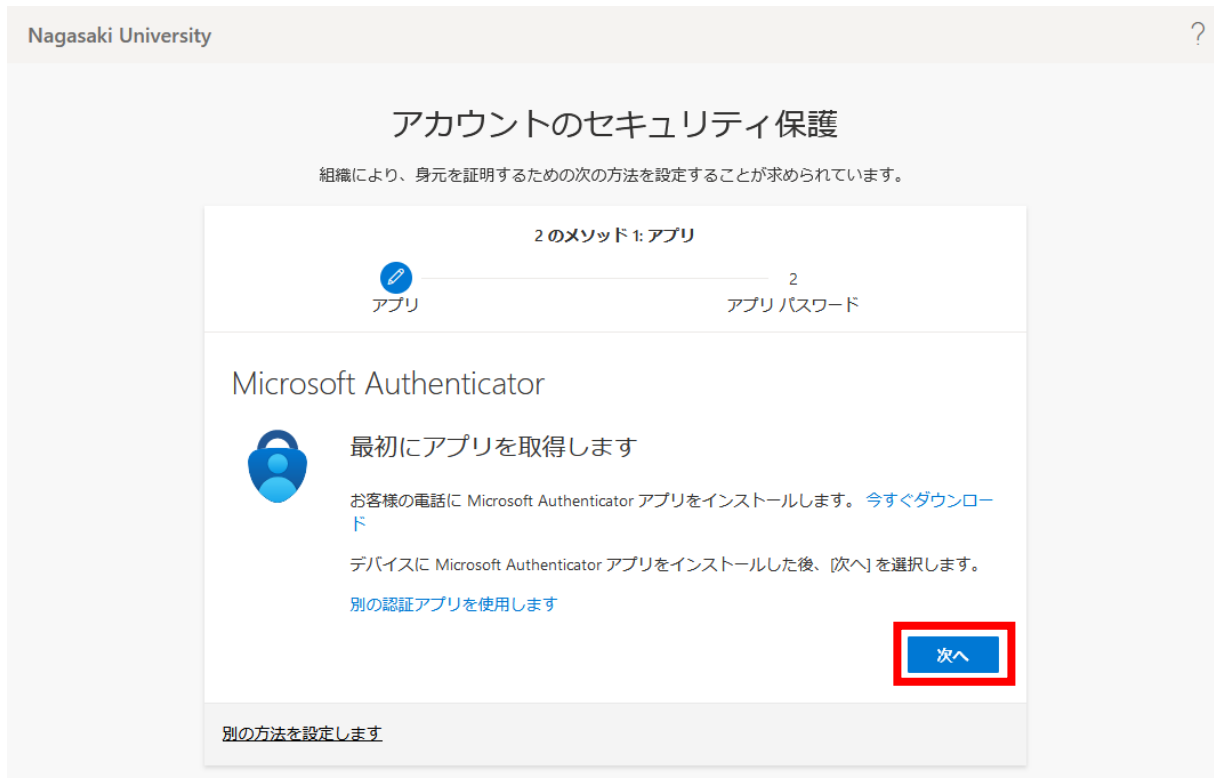 Nagasaki University
?
アカウントのセキュリティ保護
組織により、身元を証明するための次の方法を設定することが求められています。
2 のメソッド 1: アプリ
2
アプリ
アプリ パスワード
Microsoft Authenticator
最初にアプリを取得します
お客様の電話に Microsoft Authenticator アプリをインストールします。 今すぐダウンロー
ド
デバイスに Microsoft Authenticator アプリをインストールした後、[次へ] を選択します。
別の認証アプリを使用します
次へ
別の方法を設定します